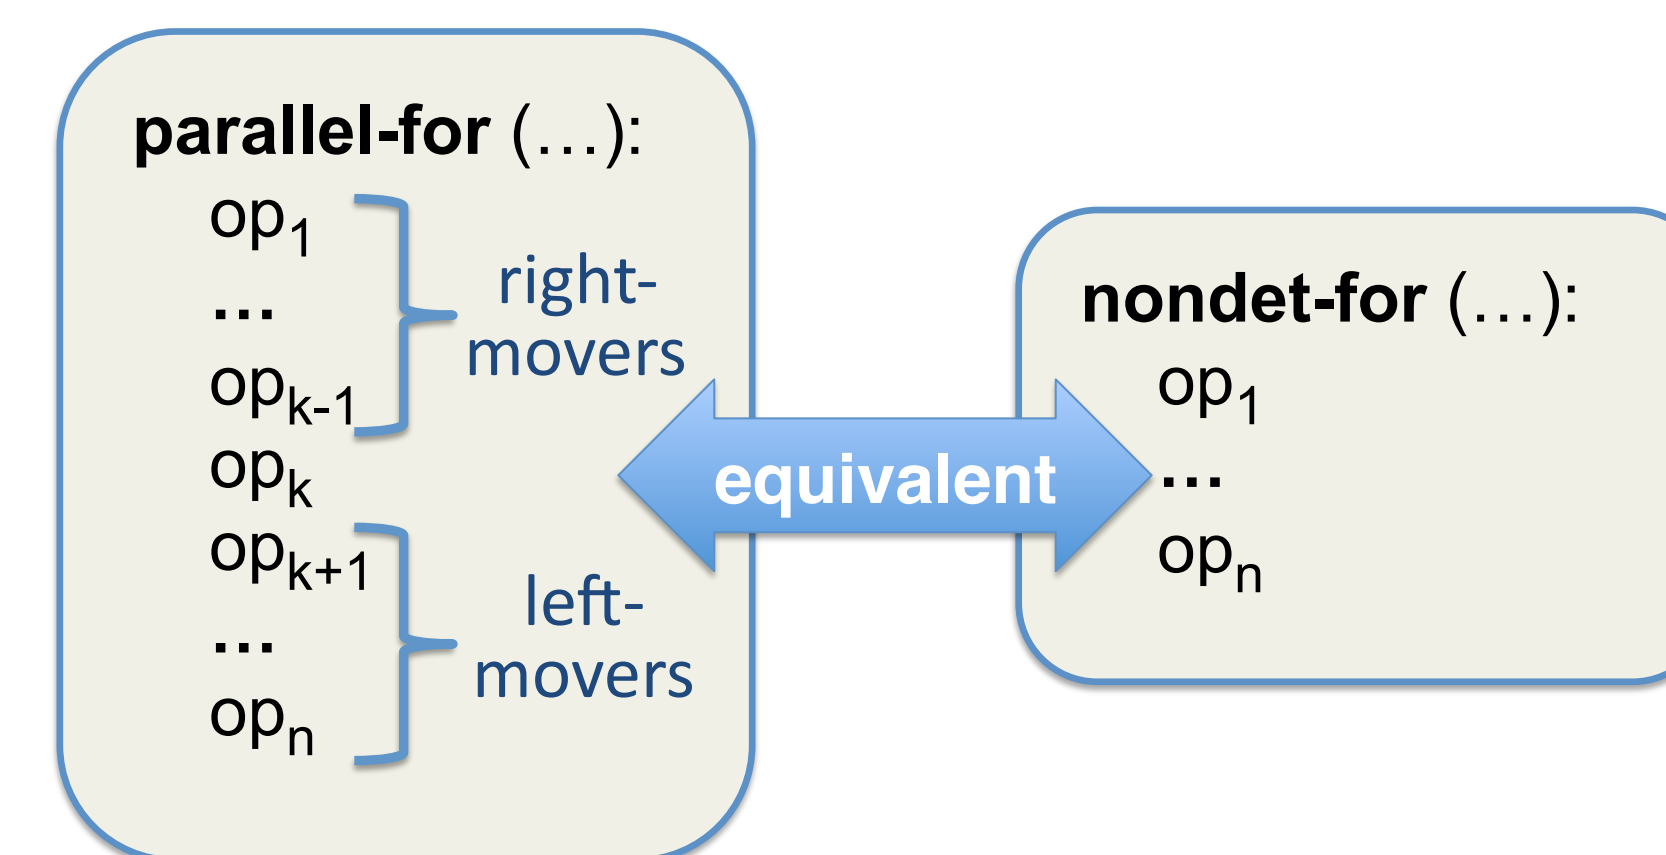 parallel-for (…):
op₁
…
opₖ₋₁
opₖ
opₖ₊₁
…
opₙ
right-
movers
left-
movers
equivalent
nondet-for (…):
op₁
…
opₙ